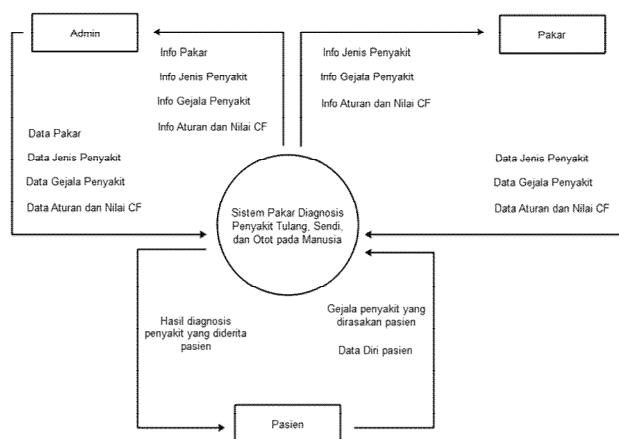 Admin
Pakar
Info Pakar
Info Jenis Penyakit
Info Gejala Penyakit
Info Aturan dan Nilai CF
Info Jenis Penyakit
Info Gejala Penyakit
Info Aturan dan Nilai CF
Data Pakar
Data Jenis Penyakit
Data Gejala Penyakit
Data Aturan dan Nilai CF
Data Jenis Penyakit
Data Gejala Penyakit
Data Aturan dan Nilai CF
Sistem Pakar Diagnosis
Penyakit Tulang, Sendi,
dan Otot pada Manusia
Hasil diagnosis
penyakit yang diderita
pasien
Gejala penyakit yang
dirasakan pasien
Data Diri pasien
Pasien